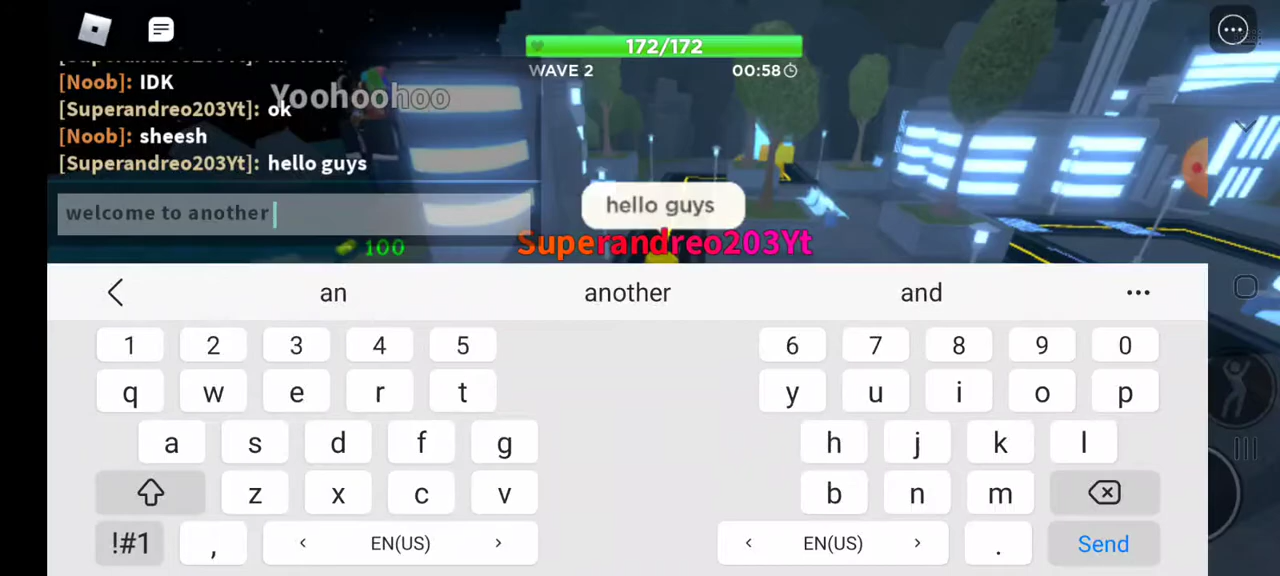 172/172
WAVE 2
00:58
[Noob]: IDK
Yoohoohoo
[Superandreo203Yt]: ok
[Noob]: sheesh
[Superandreo203Yt]: hello guys
welcome to another
hello guys
Superandreo203Yt
100
an another and
1 2 3 4 5 6 7 8 9 0
q w e r t y u i o p
a s d f g h j k l
z x c v b n m
!#1 , EN(US) EN(US) . Send